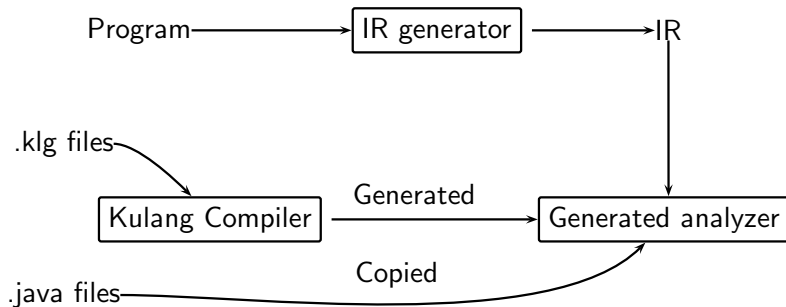 Program
IR generator
IR
.klg files
Generated
Kulang Compiler
Generated analyzer
Copied
.java files